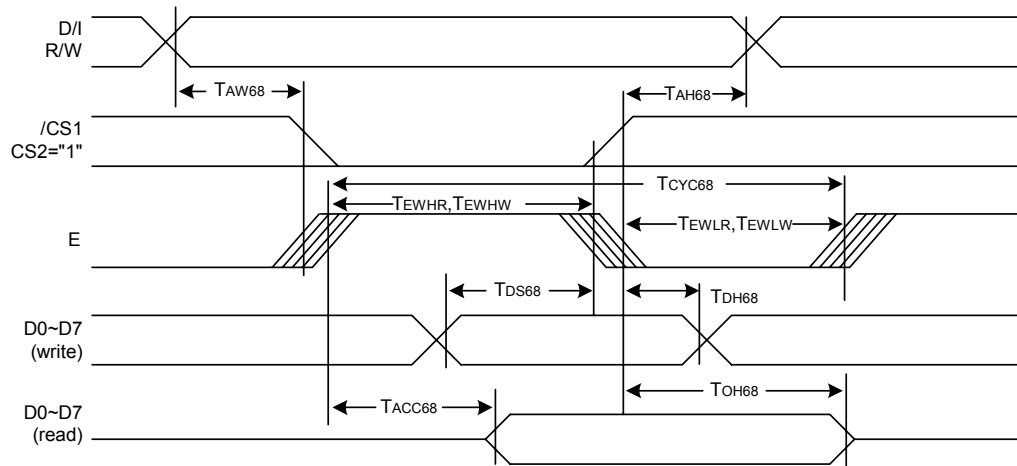 D/I
R/W
TAW68
TAH68
/CS1
CS2="1"
TCYC68
TEWHR,TEWHW
TEWLR,TEWLW
E
TDS68
TDH68
D0~D7
(write)
TACC68
TOH68
D0~D7
(read)